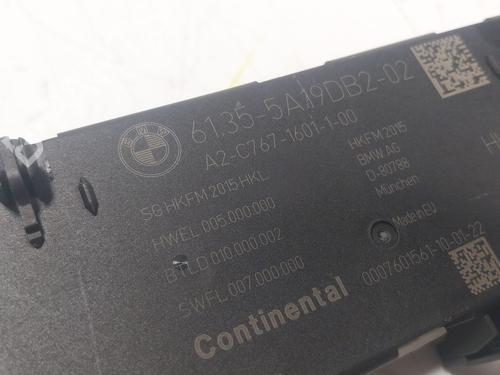 BMW
61.35-5A19DB2-02
A2-C767-1601-1-00
SG HKFM 2015 HKL
HWEL 005.000.000
BTLD 010.000.002
SWFL 007.000.000
Continental
HKFM 2015
BMW AG
D-80788
München
Made in EU
0007601561-10-01-22
H